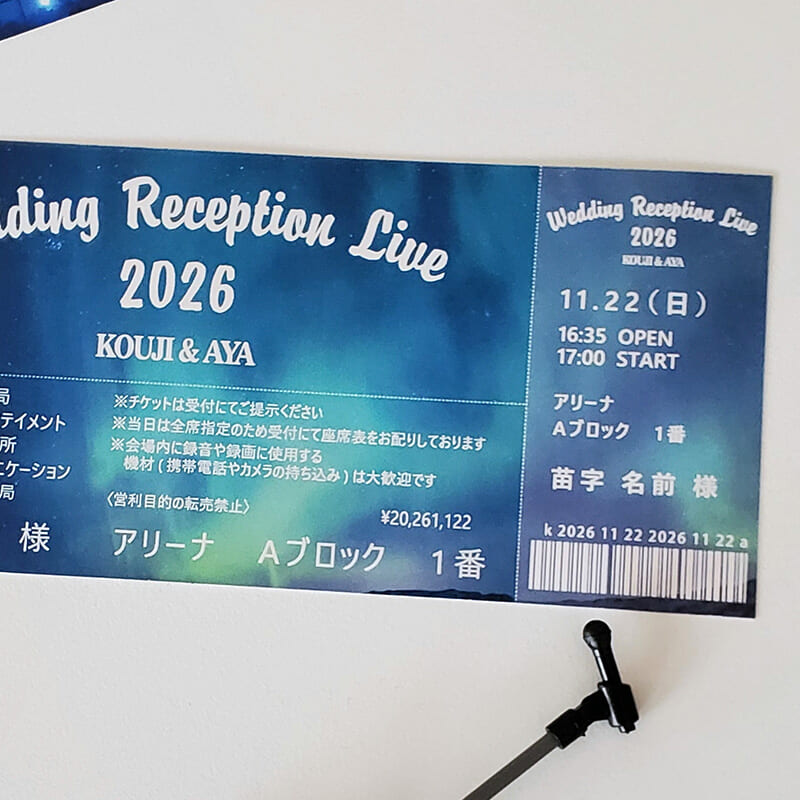 dding Reception Live
2026
KOUJI & AYA
局
テイメント
所
ニケーション
局
※チケットは受付にてご提示ください
※当日は全席指定のため受付にて座席表をお配りしております
※会場内に録音や録画に使用する
機材(携帯電話やカメラの持ち込み)は大歓迎です
〈営利目的の転売禁止〉
¥20,261,122
様 アリーナ Aブロック 1番
Wedding Reception Live
2026
KOUJI & AYA
11.22(日)
16:35 OPEN
17:00 START
アリーナ
Aブロック 1番
苗字 名前 様
k 2026 11 22 2026 11 22 a